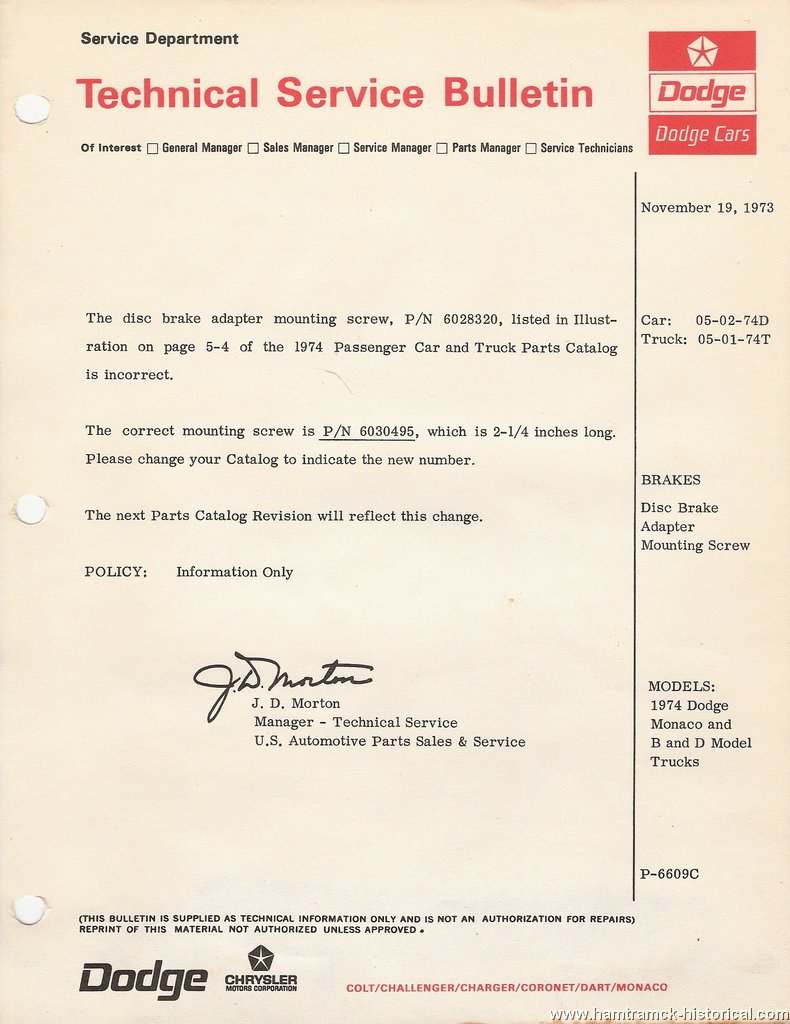 Service Department
Technical Service Bulletin
Dodge
Dodge Cars
Of Interest □ General Manager □ Sales Manager □ Service Manager □ Parts Manager □ Service Technicians
November 19, 1973
The disc brake adapter mounting screw, P/N 6028320, listed in Illust-
ration on page 5-4 of the 1974 Passenger Car and Truck Parts Catalog
is incorrect.
Car: 05-02-74D
Truck: 05-01-74T
The correct mounting screw is P/N 6030495, which is 2-1/4 inches long.
Please change your Catalog to indicate the new number.
The next Parts Catalog Revision will reflect this change.
POLICY: Information Only
BRAKES
Disc Brake
Adapter
Mounting Screw
J. D. Morton
J. D. Morton
Manager - Technical Service
U.S. Automotive Parts Sales & Service
MODELS:
1974 Dodge
Monaco and
B and D Model
Trucks
P-6609C
(THIS BULLETIN IS SUPPLIED AS TECHNICAL INFORMATION ONLY AND IS NOT AN AUTHORIZATION FOR REPAIRS)
REPRINT OF THIS MATERIAL NOT AUTHORIZED UNLESS APPROVED.
Dodge
CHRYSLER
MOTORS CORPORATION
COLT/CHALLENGER/CHARGER/CORONET/DART/MONACO
www.hamtramck-historical.com